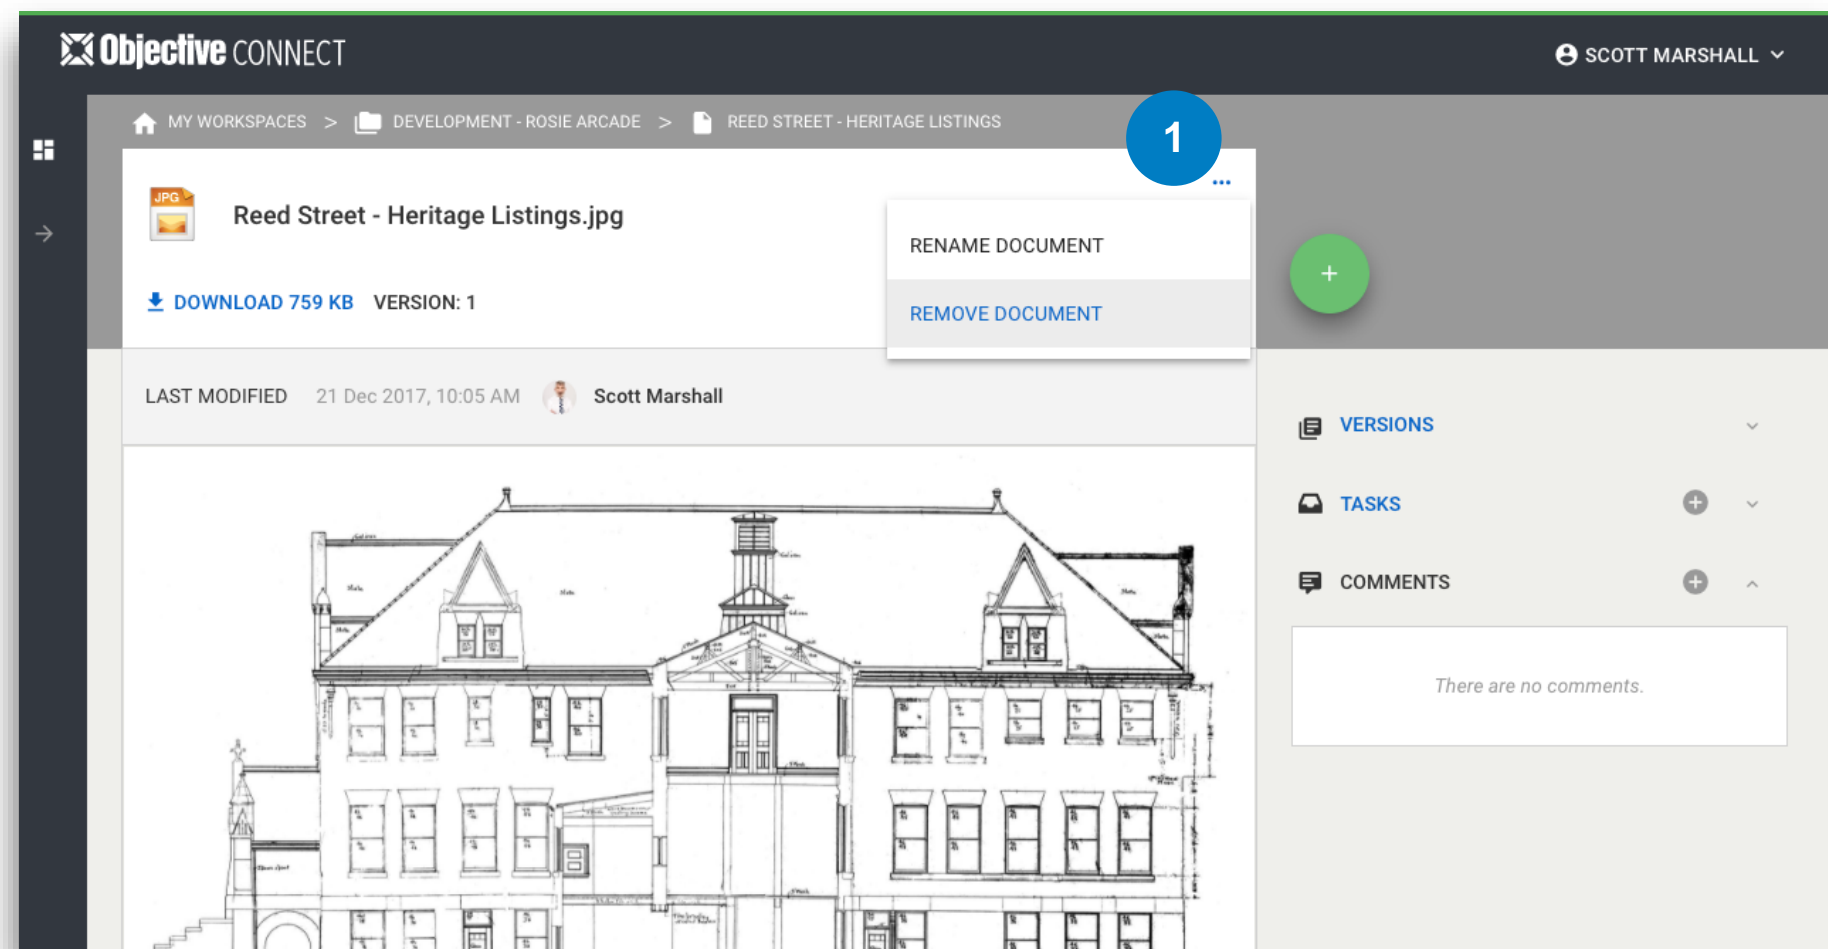 Objective CONNECT
SCOTT MARSHALL
MY WORKSPACES > DEVELOPMENT - ROSIE ARCADE > REED STREET - HERITAGE LISTINGS
1
JPG
Reed Street - Heritage Listings.jpg
RENAME DOCUMENT
DOWNLOAD 759 KB VERSION: 1
REMOVE DOCUMENT
LAST MODIFIED 21 Dec 2017, 10:05 AM Scott Marshall
VERSIONS
TASKS
COMMENTS
There are no comments.